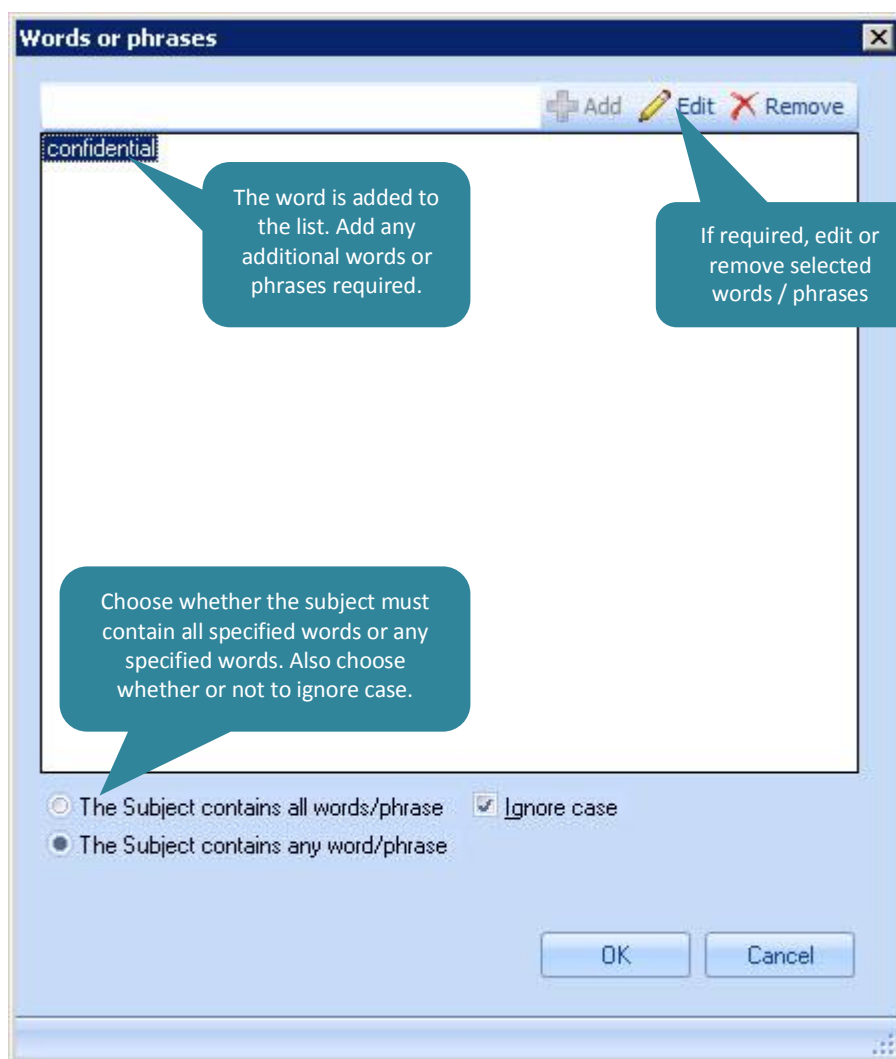 Words or phrases
Add Edit Remove
confidential
The word is added to
the list. Add any
additional words or
phrases required.
If required, edit or
remove selected
words / phrases
Choose whether the subject must
contain all specified words or any
specified words. Also choose
whether or not to ignore case.
The Subject contains all words/phrase Ignore case
The Subject contains any word/phrase
OK Cancel